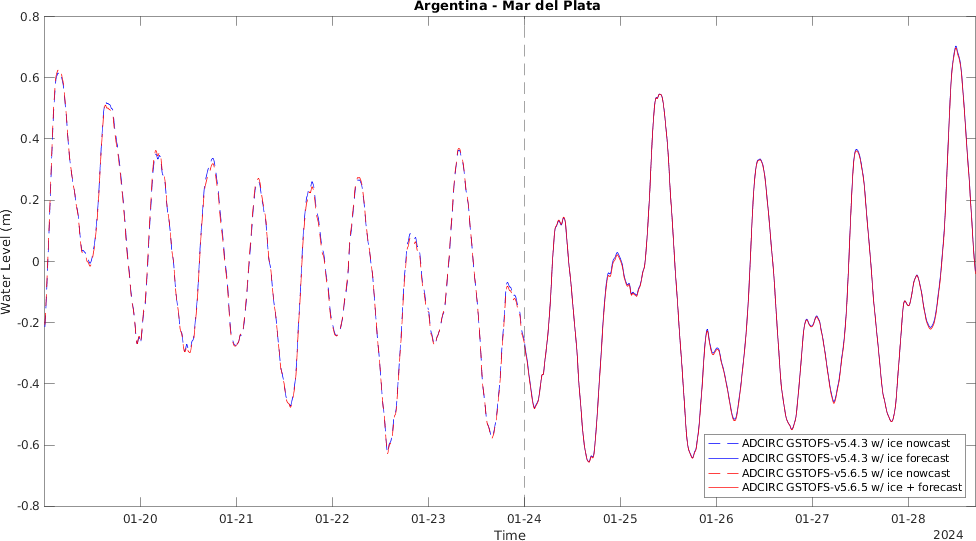 Argentina - Mar del Plata
Water Level (m)
0.8
0.6
0.4
0.2
0
-0.2
-0.4
-0.6
-0.8
ADCIRC GSTOFS-v5.4.3 w/ ice nowcast
ADCIRC GSTOFS-v5.4.3 w/ ice forecast
ADCIRC GSTOFS-v5.6.5 w/ ice nowcast
ADCIRC GSTOFS-v5.6.5 w/ ice + forecast
01-20 01-21 01-22 01-23 01-24 01-25 01-26 01-27 01-28
Time
2024